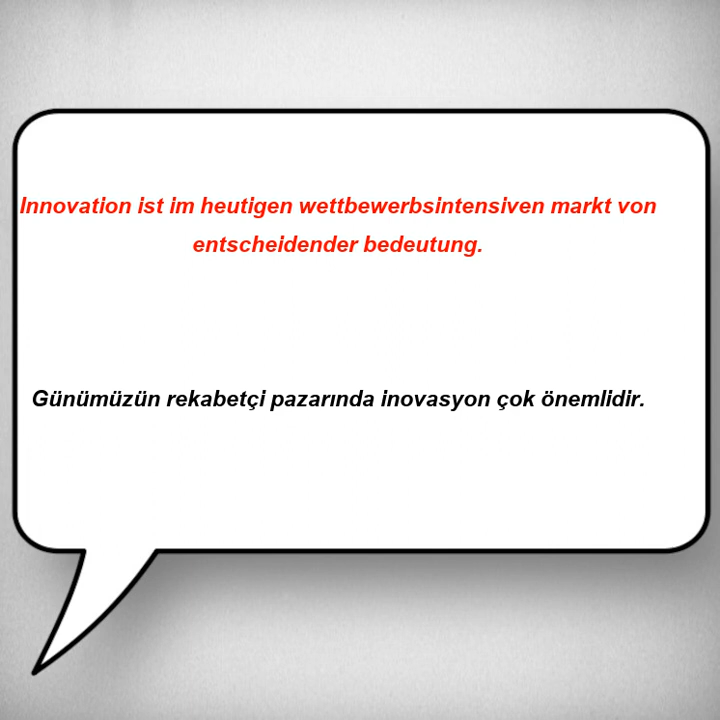 Innovation ist im heutigen wettbewerbsintensiven markt von
entscheidender bedeutung.
Günümüzün rekabetçi pazarında inovasyon çok önemlidir.